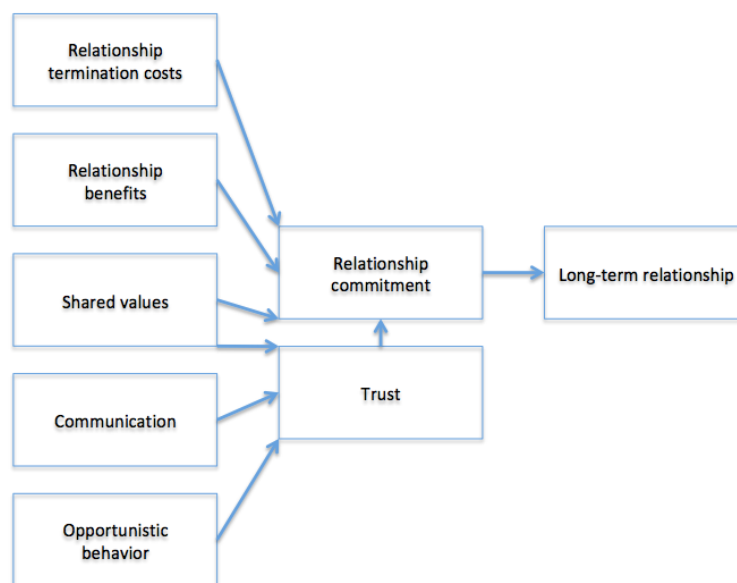 Relationship
termination costs
Relationship
benefits
Shared values
Communication
Opportunistic
behavior
Relationship
commitment
Trust
Long-term relationship